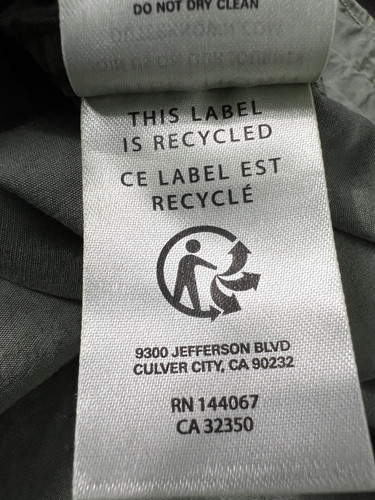 DO NOT DRY CLEAN
THIS LABEL
IS RECYCLED
CE LABEL EST
RECYCLÉ
9300 JEFFERSON BLVD
CULVER CITY, CA 90232
RN 144067
CA 32350